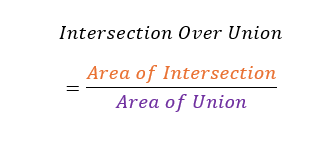 Intersection Over Union
= Area of Intersection
Area of Union